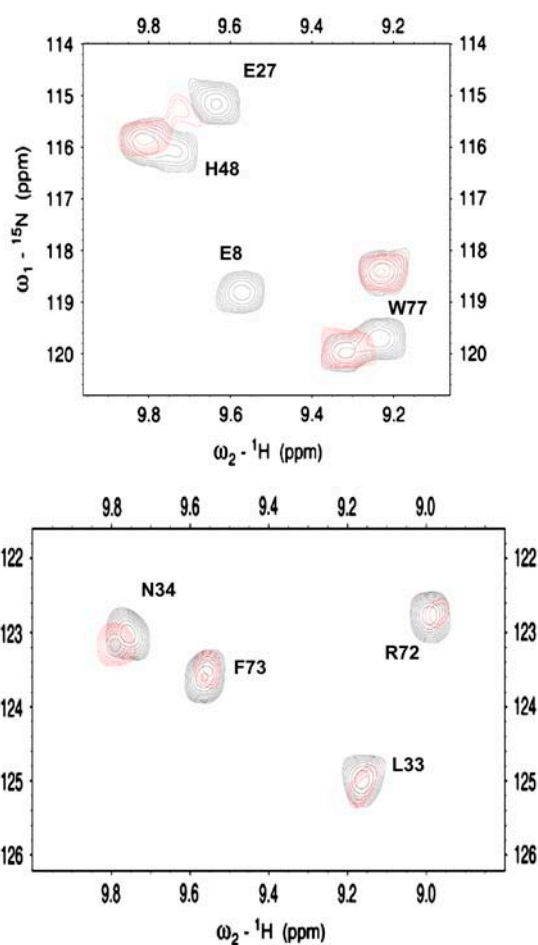 9.8 9.6 9.4 9.2
114 114
E27
115 115
116 116
H48
117 117
118 118
E8
W77
119 119
120 120
9.8 9.6 9.4 9.2
ω1 - 15N (ppm)
ω2 - 1H (ppm)
9.8 9.6 9.4 9.2 9.0
122 122
N34
123 123
R72
F73
124 124
L33
125 125
126 126
9.8 9.6 9.4 9.2 9.0
ω2 - 1H (ppm)